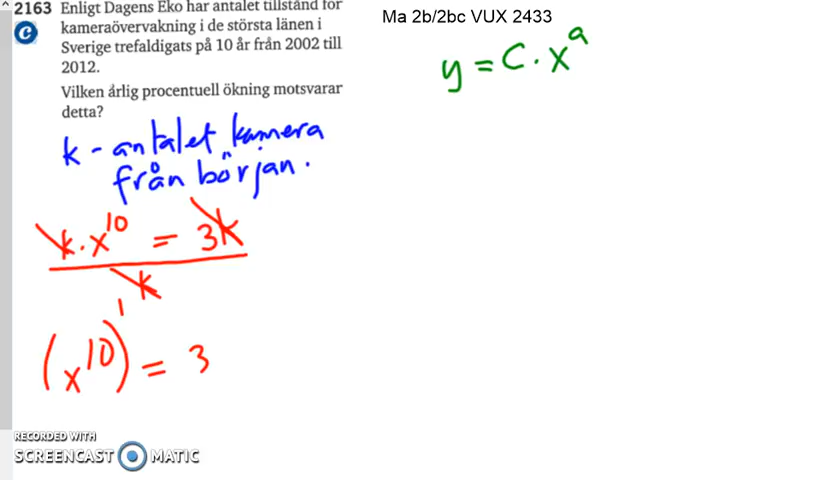 2163 Enligt Dagens Eko har antalet tillstånd för
C kameraövervakning i de största länen i
Sverige trefaldigats på 10 år från 2002 till
2012.
Vilken årlig procentuell ökning motsvarar
detta?
k - antalet kamera
från början.
k · x^10 = 3k
k
(x^10)^1 = 3
Ma 2b/2bc VUX 2433
y = C · x^a
RECORDED WITH
SCREENCAST MATIC